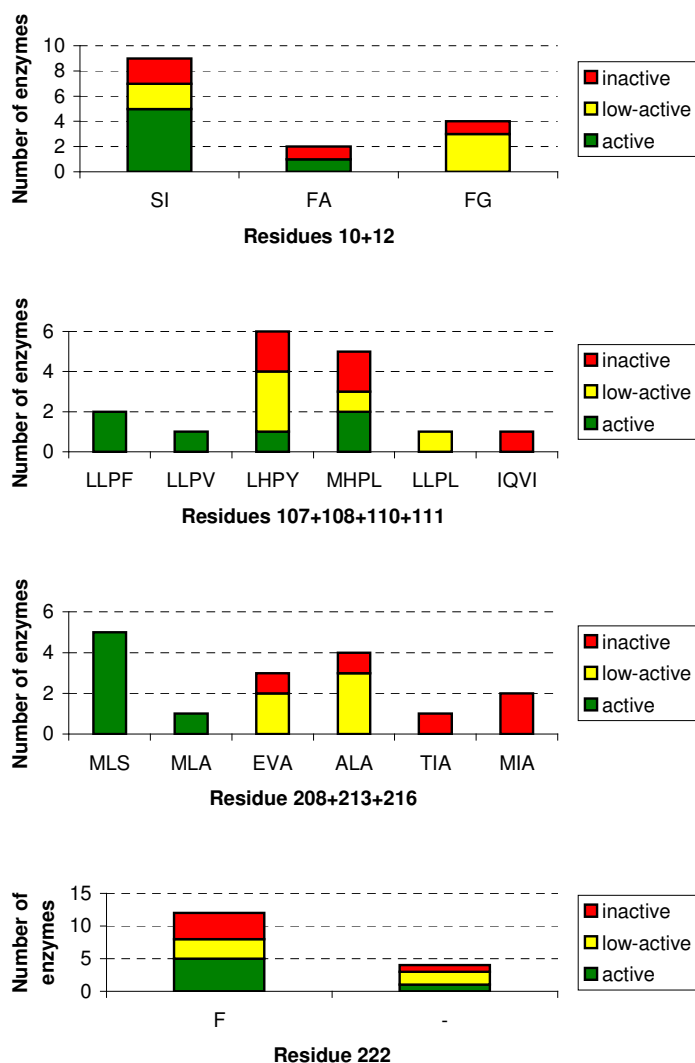 Number of enzymes
10
8
6
4
2
0
SI FA FG
Residues 10+12
inactive
low-active
active
Number of enzymes
6
4
2
0
LLPF LLPV LHPY MHPL LLPL IQVI
Residues 107+108+110+111
inactive
low-active
active
Number of enzymes
6
4
2
0
MLS MLA EVA ALA TIA MIA
Residue 208+213+216
inactive
low-active
active
Number of
enzymes
15
10
5
0
F -
Residue 222
inactive
low-active
active